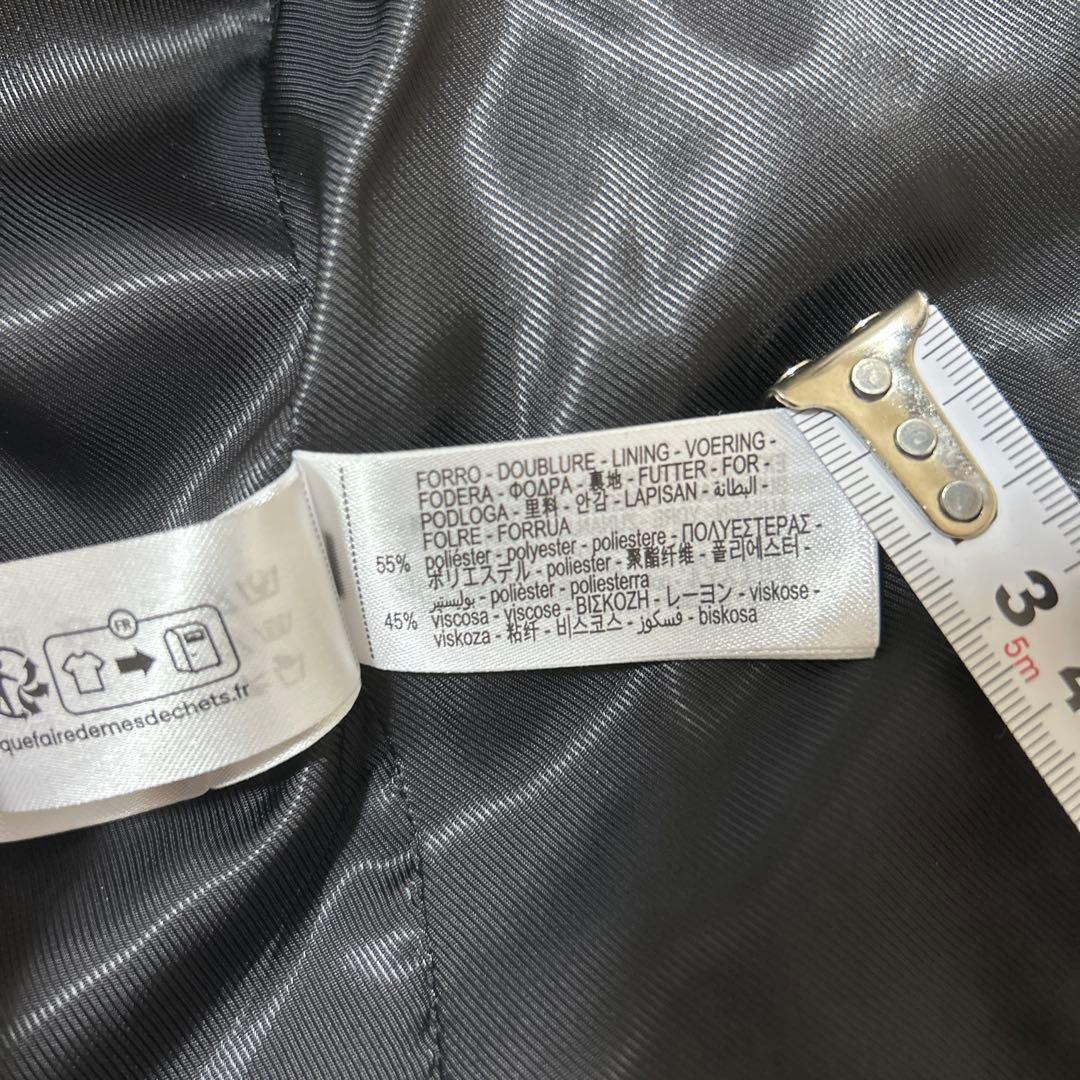 FORRO - DOUBLURE - LINING - VOERING -
FODERA - ΦΟΔΡΑ - 裏地 - FUTTER - FOR -
PODLOGA - 里料 - 안감 - LAPISAN - البطانة -
FOLRE - FORRUA
55% poliéster - polyester - poliestere - ΠΟΛΥΕΣΤΕΡΑΣ -
ポリエステル - poliester - 聚酯纤维 - 폴리에스터 -
بوليستير - polièster - poliesterra
45% viscosa - viscose - ΒΙΣΚΟΖΗ - レーヨン - viskose -
viskoza - 粘纤 - 비스코스 - فسكوز - biskosa
FR
quefairedemesdechets.fr
3
5m
4